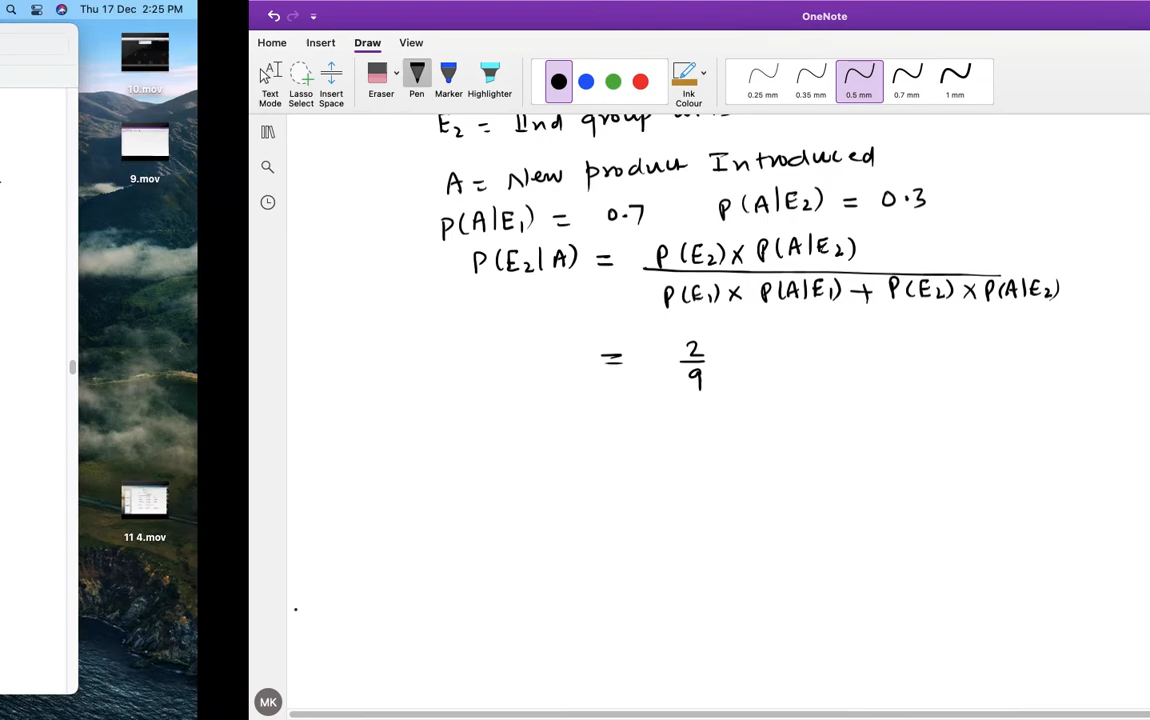 Thu 17 Dec 2:25 PM
OneNote
Home Insert Draw View
Text Mode
Lasso Select
Insert Space
Eraser
Pen
Marker
Highlighter
Ink Colour
0.25 mm
0.35 mm
0.5 mm
0.7 mm
1 mm
10.mov
9.mov
11 4.mov
E₂ = IInd group
A = New product Introduced
P(A|E₁) = 0.7 P(A|E₂) = 0.3
P(E₂|A) = P(E₂) × P(A|E₂)
P(E₁) × P(A|E₁) + P(E₂) × P(A|E₂)
= 2
9
MK